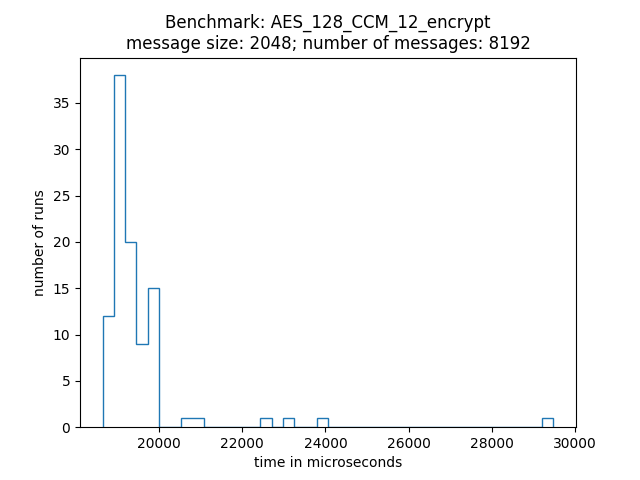 Benchmark: AES_128_CCM_12_encrypt
message size: 2048; number of messages: 8192
number of runs
35
30
25
20
15
10
5
0
20000 22000 24000 26000 28000 30000
time in microseconds